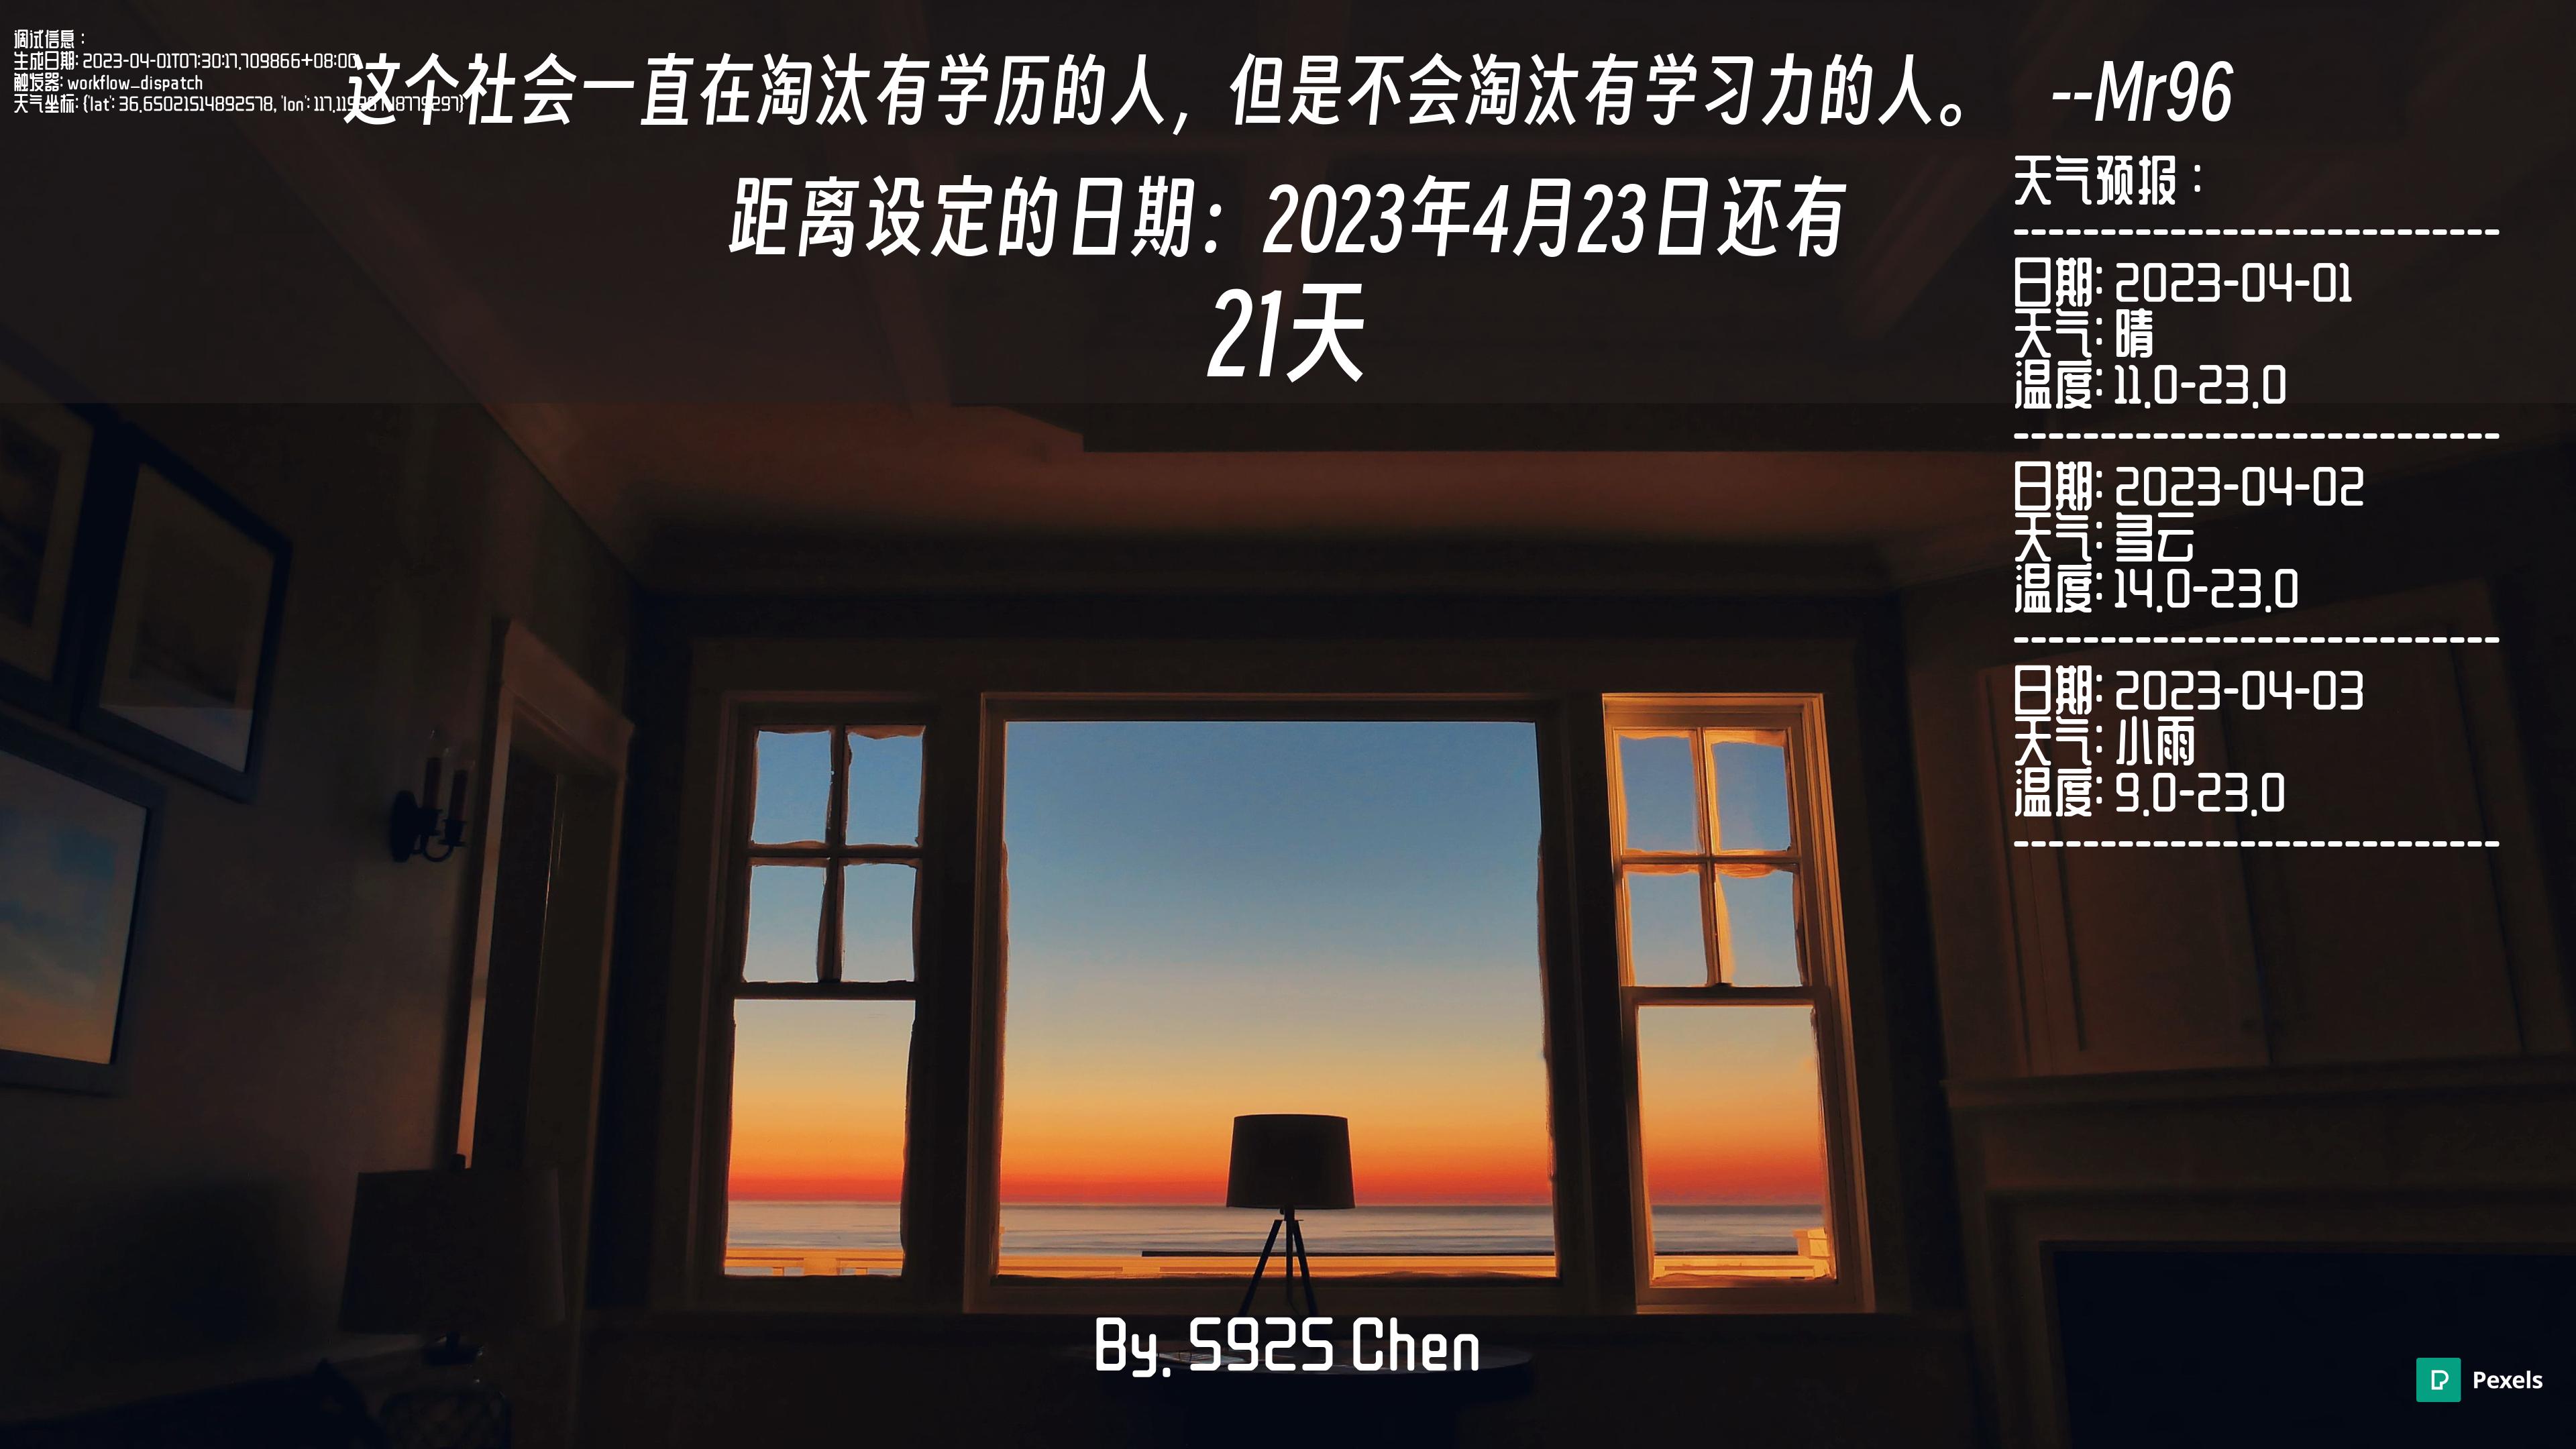 调试信息：
生成日期: 2023-04-01T07:30:17.709866+08:00
触发器: workflow_dispatch
天气坐标: {'lat': 36.65021514892578, 'lon':
这个社会一直在淘汰有学历的人，但是不会淘汰有学习力的人。 --Mr96
距离设定的日期：2023年4月23日还有
21天
天气预报：
----------------------------
日期: 2023-04-01
天气: 晴
温度: 11.0-23.0
----------------------------
日期: 2023-04-02
天气: 多云
温度: 14.0-23.0
----------------------------
日期: 2023-04-03
天气: 小雨
温度: 9.0-23.0
----------------------------
By. S92S Chen
Pexels